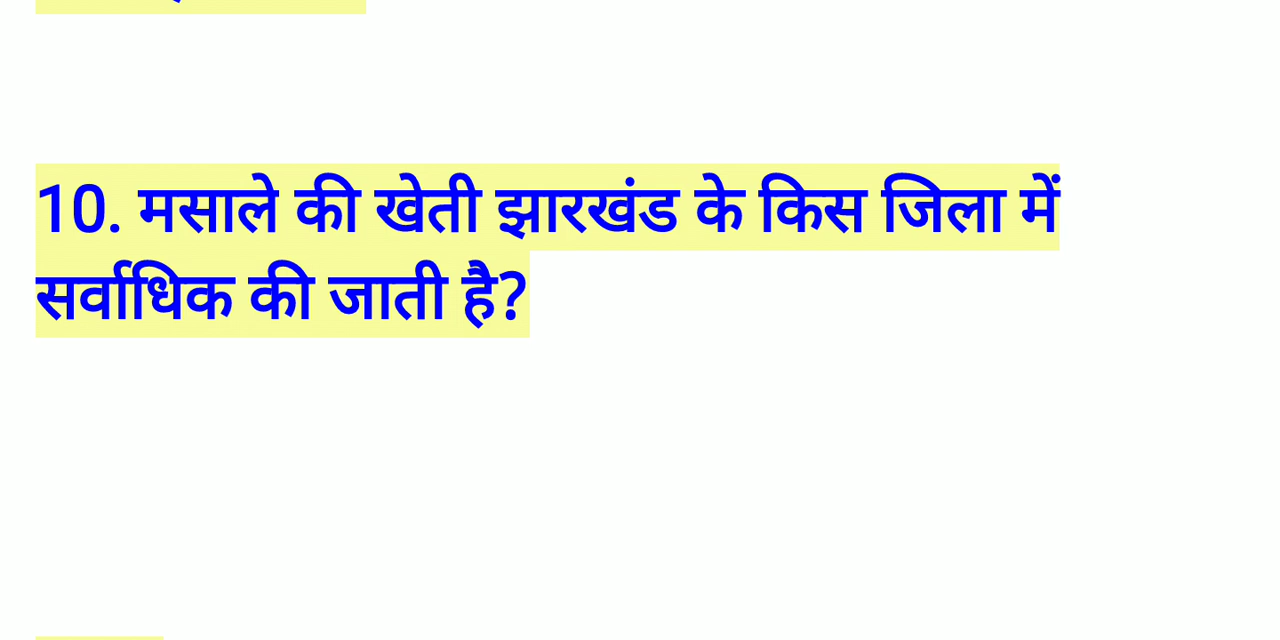 10. मसाले की खेती झारखंड के किस जिला में
सर्वाधिक की जाती है?